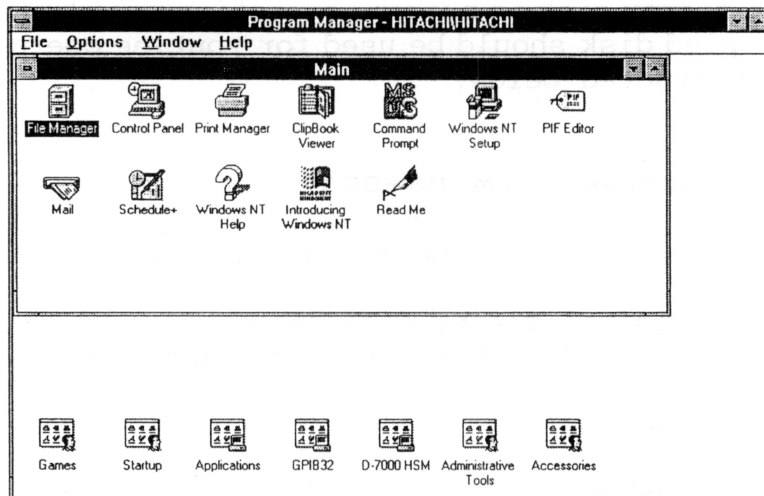 Program Manager - HITACHI\HITACHI
File Options Window Help
Main
File Manager
Control Panel
Print Manager
ClipBook
Viewer
Command
Prompt
Windows NT
Setup
PIF Editor
Mail
Schedule+
Windows NT
Help
Introducing
Windows NT
Read Me
Games
Startup
Applications
GPIB32
D-7000 HSM
Administrative
Tools
Accessories